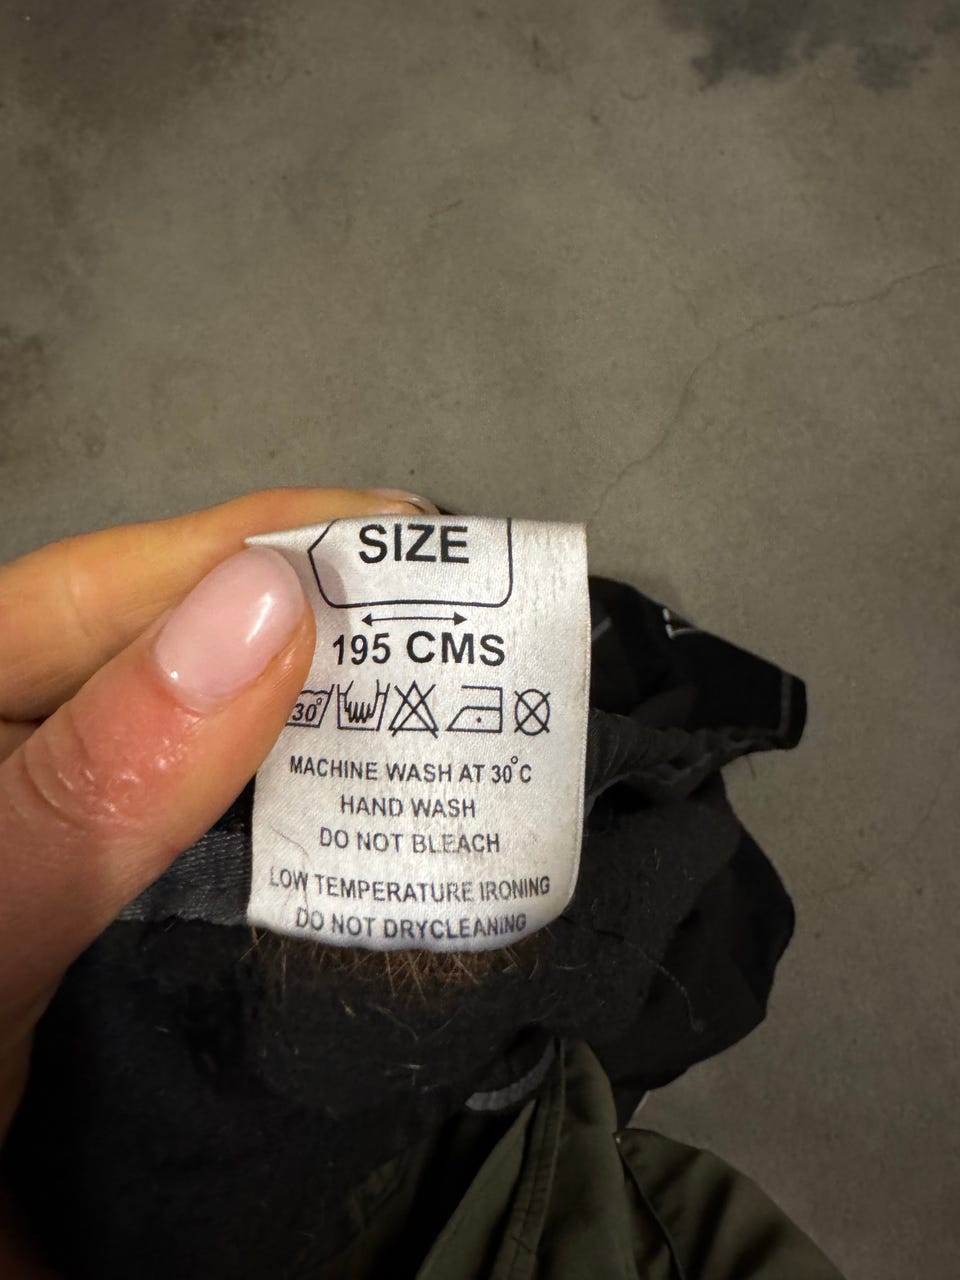 SIZE
195 CMS
30°
MACHINE WASH AT 30°C
HAND WASH
DO NOT BLEACH
LOW TEMPERATURE IRONING
DO NOT DRYCLEANING